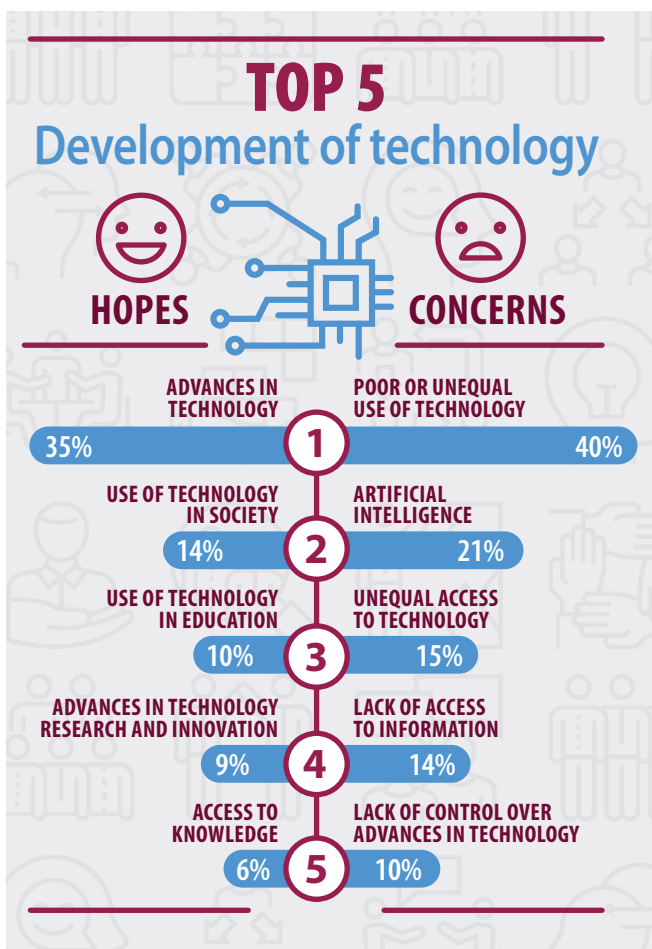 TOP 5
Development of technology
HOPES
CONCERNS
ADVANCES IN
TECHNOLOGY
35%
1
POOR OR UNEQUAL
USE OF TECHNOLOGY
40%
USE OF TECHNOLOGY
IN SOCIETY
14%
2
ARTIFICIAL
INTELLIGENCE
21%
USE OF TECHNOLOGY
IN EDUCATION
10%
3
UNEQUAL ACCESS
TO TECHNOLOGY
15%
ADVANCES IN TECHNOLOGY
RESEARCH AND INNOVATION
9%
4
LACK OF ACCESS
TO INFORMATION
14%
ACCESS TO
KNOWLEDGE
6%
5
LACK OF CONTROL OVER
ADVANCES IN TECHNOLOGY
10%